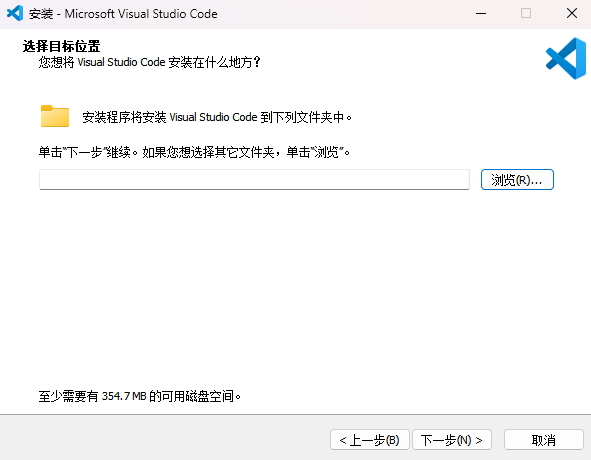 安装 - Microsoft Visual Studio Code
选择目标位置
您想将 Visual Studio Code 安装在什么地方？
安装程序将安装 Visual Studio Code 到下列文件夹中。
单击“下一步”继续。如果您想选择其它文件夹，单击“浏览”。
浏览(R)...
至少需要有 354.7 MB 的可用磁盘空间。
< 上一步(B) 下一步(N) > 取消